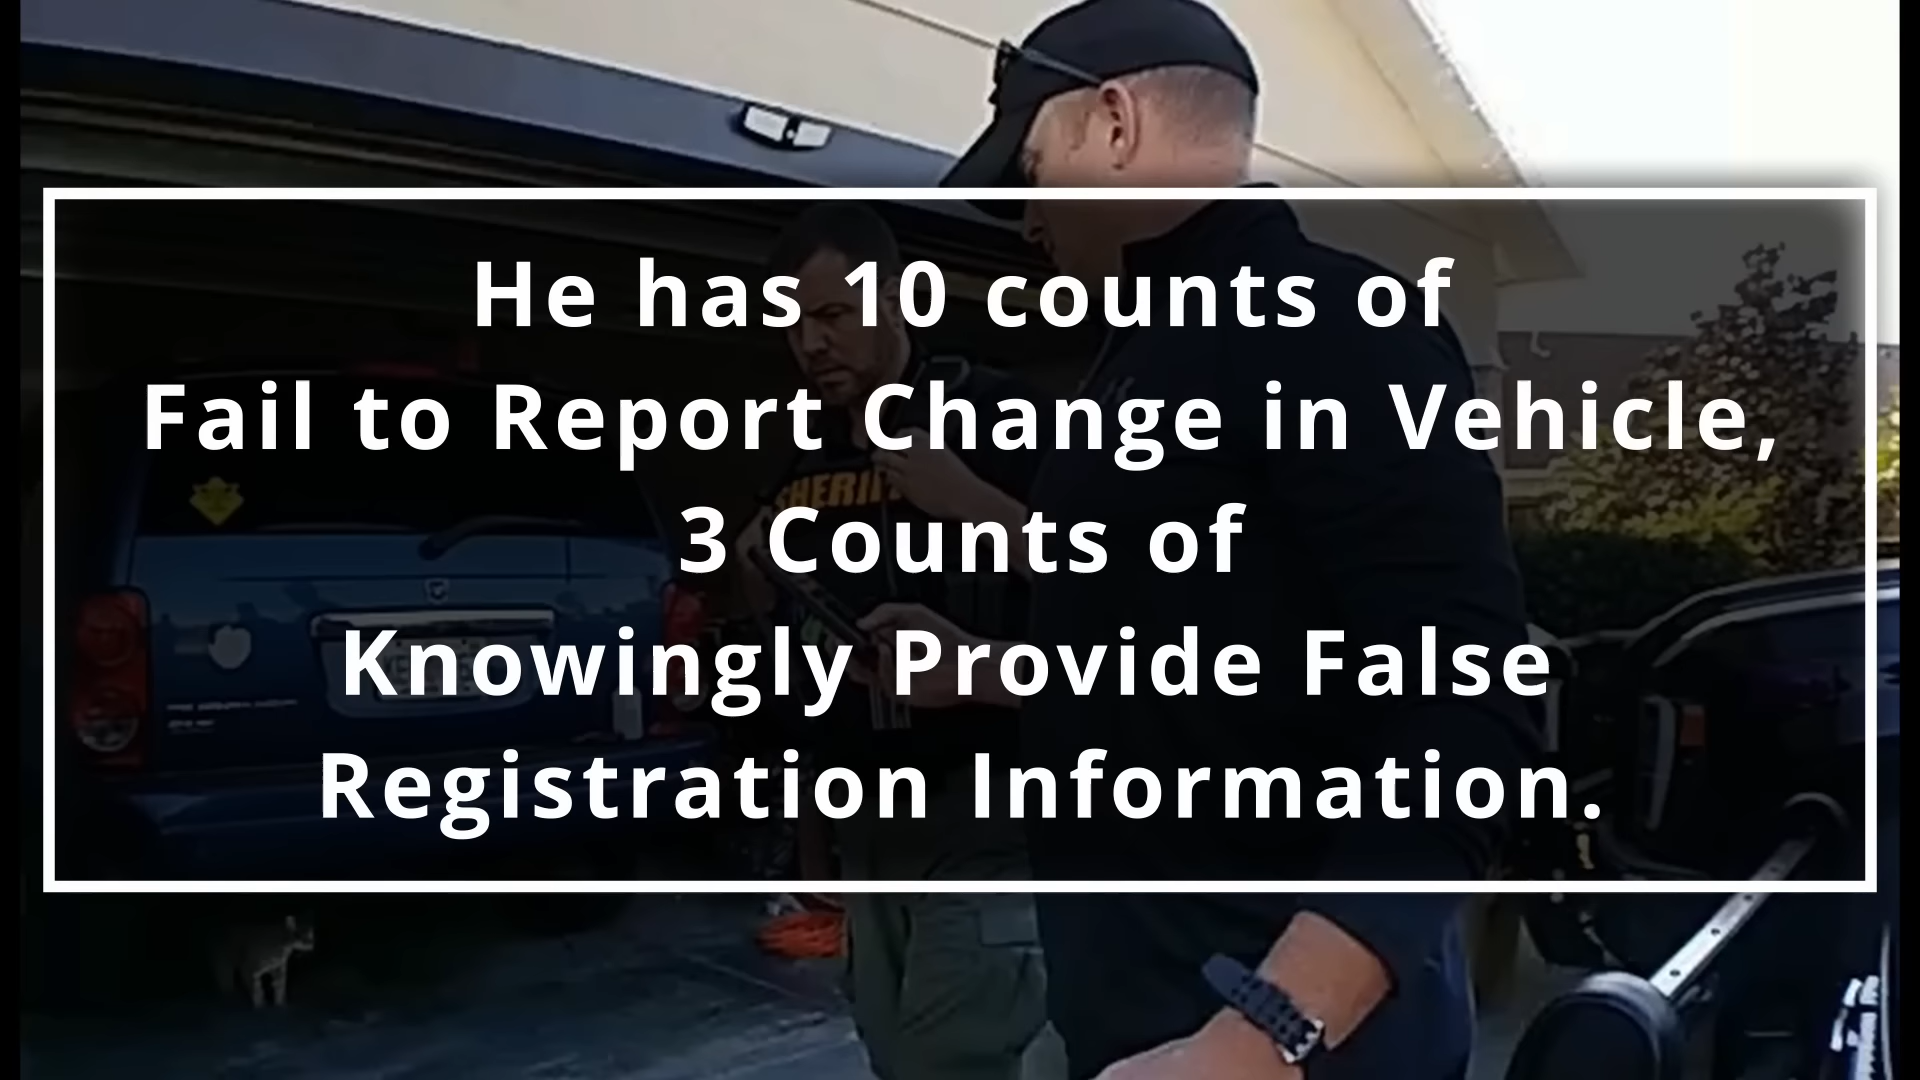 He has 10 counts of
Fail to Report Change in Vehicle,
3 Counts of
Knowingly Provide False
Registration Information.
SHERIFF